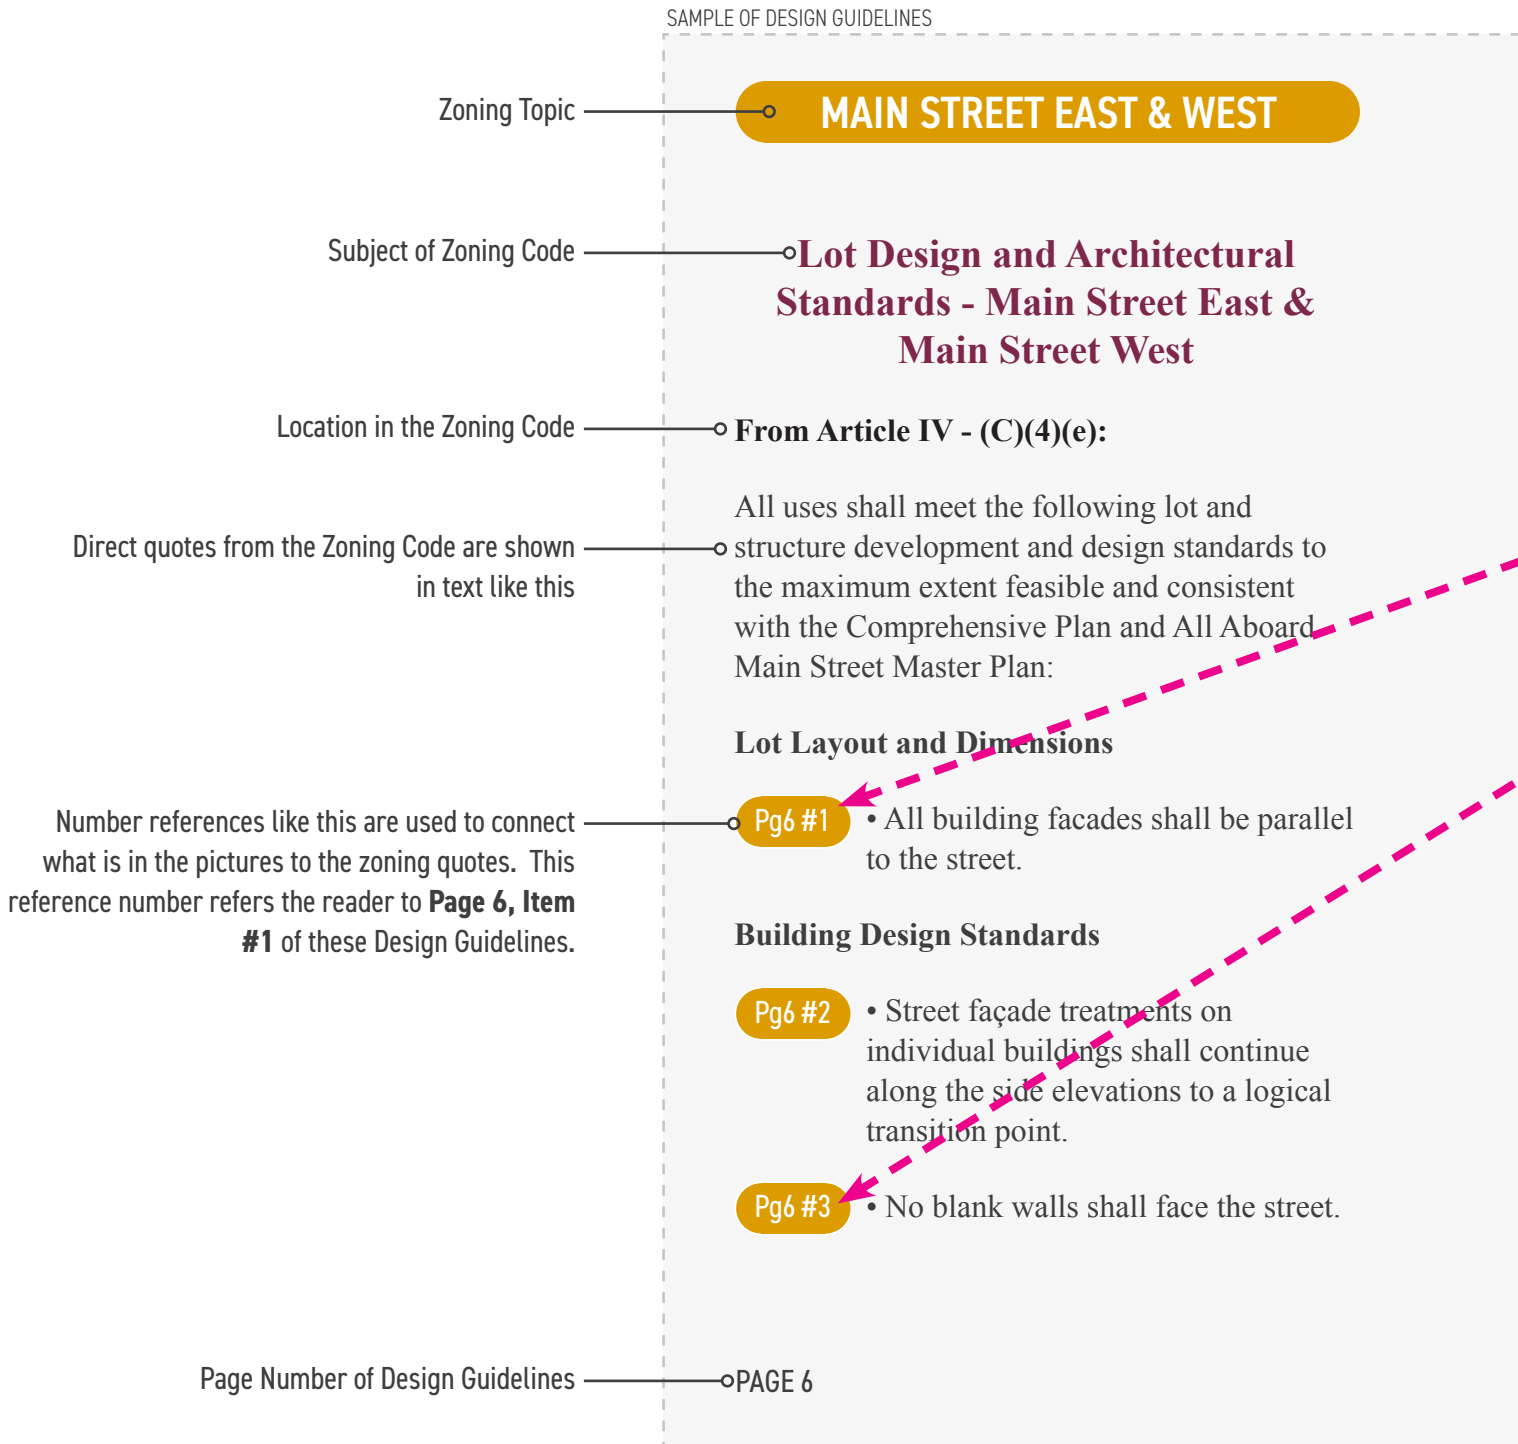 SAMPLE OF DESIGN GUIDELINES
Zoning Topic
MAIN STREET EAST & WEST
Subject of Zoning Code
Lot Design and Architectural
Standards - Main Street East &
Main Street West
Location in the Zoning Code
From Article IV - (C)(4)(e):
Direct quotes from the Zoning Code are shown
in text like this
All uses shall meet the following lot and
structure development and design standards to
the maximum extent feasible and consistent
with the Comprehensive Plan and All Aboard
Main Street Master Plan:
Lot Layout and Dimensions
Number references like this are used to connect
what is in the pictures to the zoning quotes.  This
reference number refers the reader to Page 6, Item
#1 of these Design Guidelines.
Pg6 #1
• All building facades shall be parallel
to the street.
Building Design Standards
Pg6 #2
• Street façade treatments on
individual buildings shall continue
along the side elevations to a logical
transition point.
Pg6 #3
• No blank walls shall face the street.
Page Number of Design Guidelines
PAGE 6